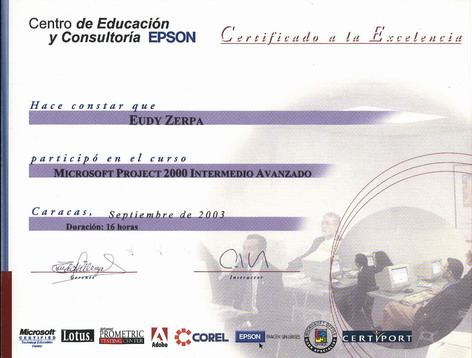 Centro de Educación
y Consultoría EPSON
Certificado a la Excelencia
Hace constar que
EUDY ZERPA
participó en el curso
MICROSOFT PROJECT 2000 INTERMEDIO AVANZADO
Caracas, Septiembre de 2003
Duración: 16 horas
Gerente
Instructor
Microsoft
CERTIFIED
Technical Education
Center
Lotus
PROMETRIC
TESTING CENTER
Adobe
COREL
EPSON
CERTIPORT